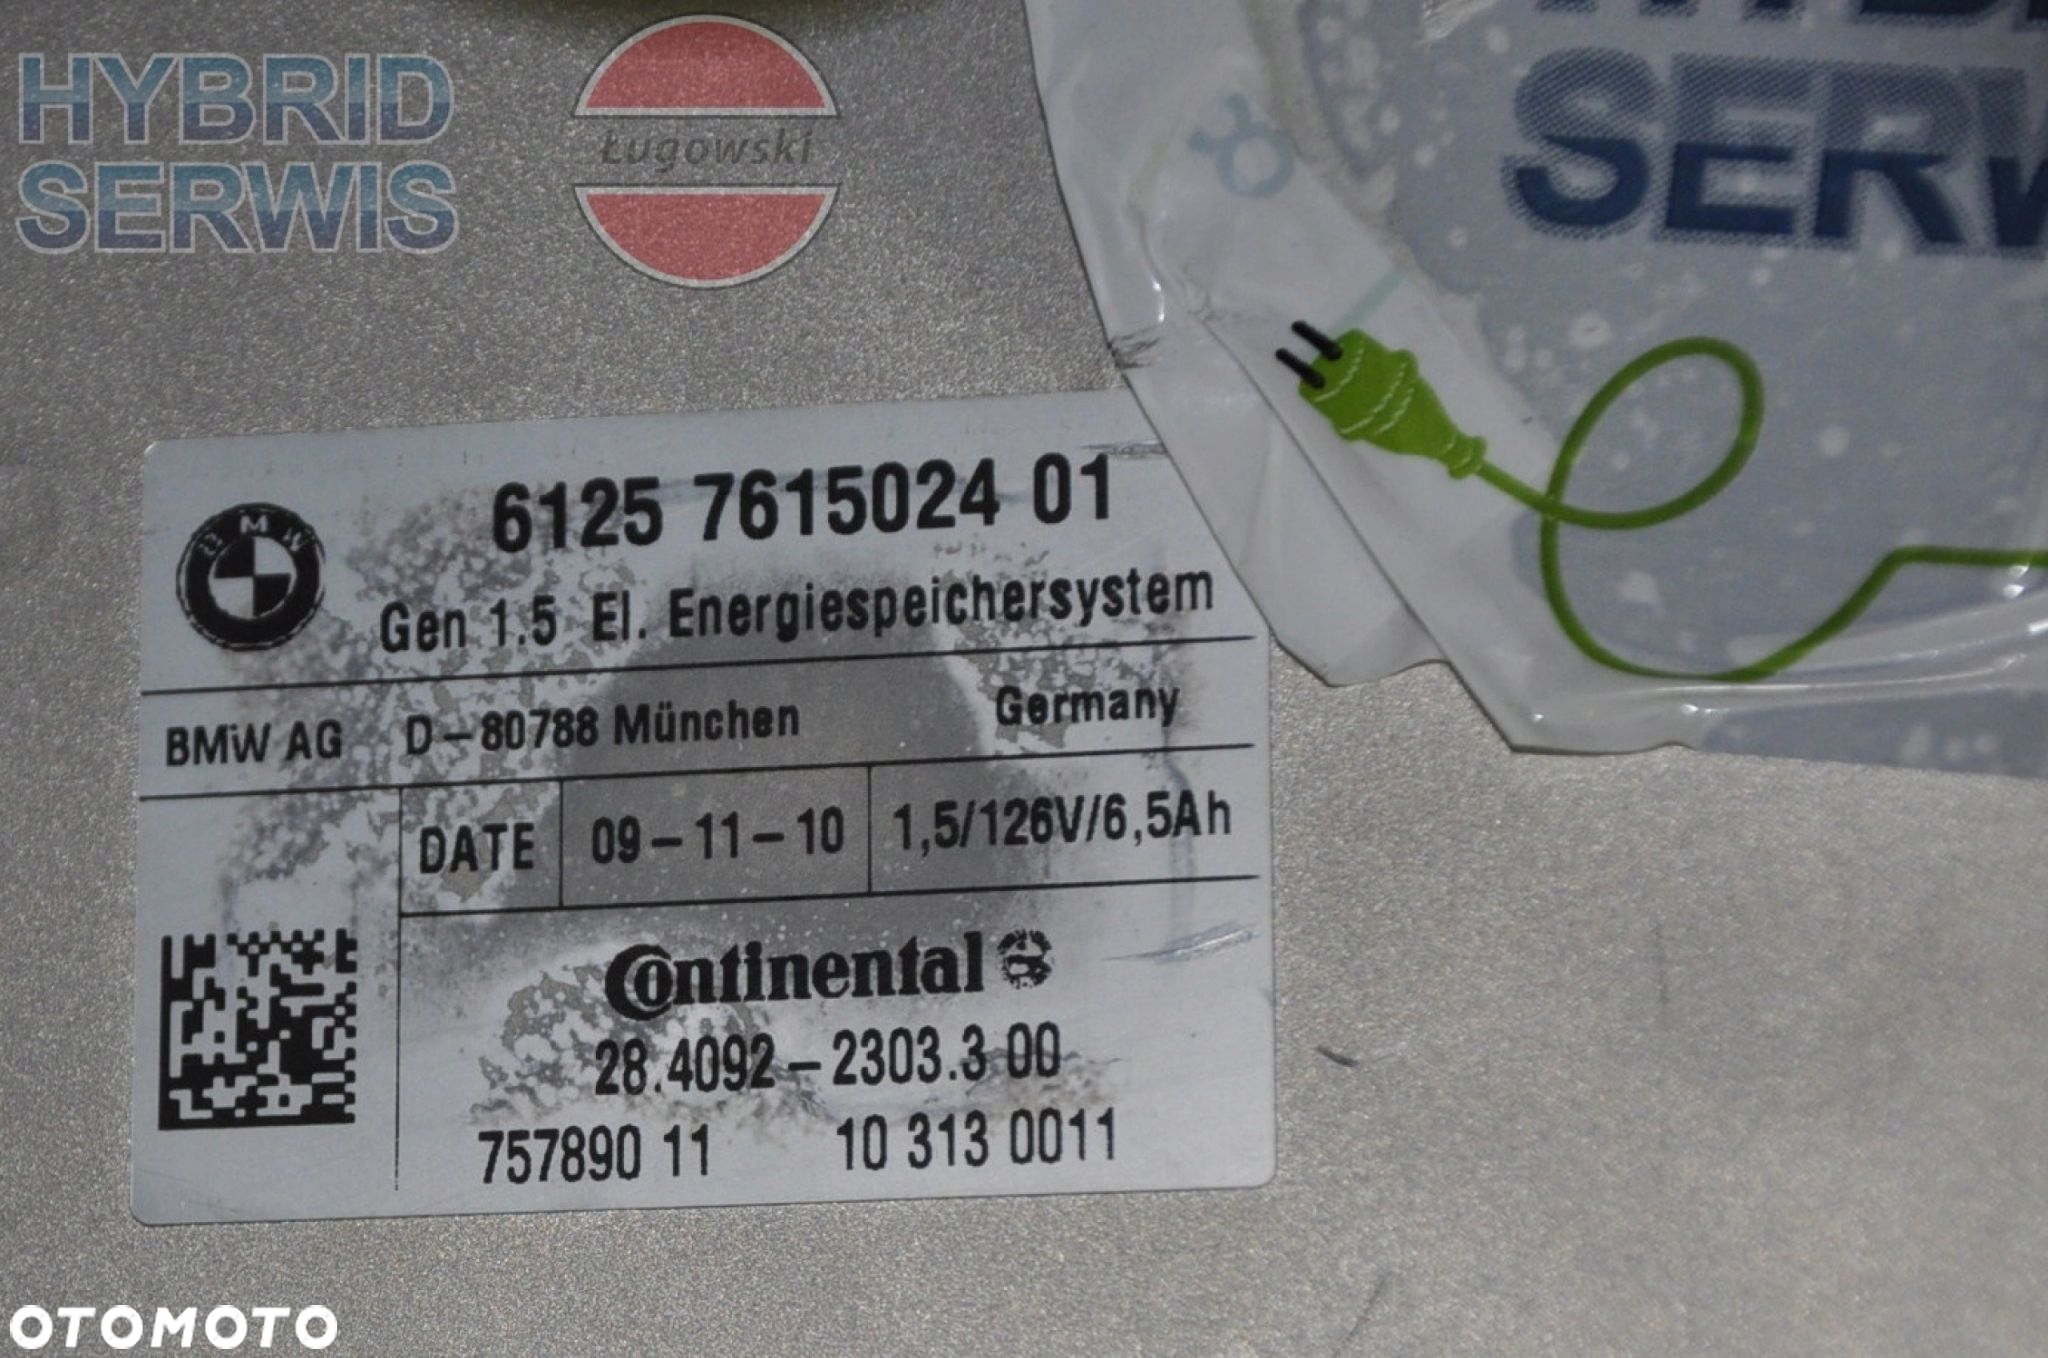 HYBRID
SERWIS
Ługowski
SERW
BMW
6125 7615024 01
Gen 1.5 El. Energiespeichersystem
BMW AG D-80788 München Germany
DATE 09-11-10 1,5/126V/6,5Ah
Continental
28.4092-2303.3 00
757890 11 10 313 0011
OTOMOTO